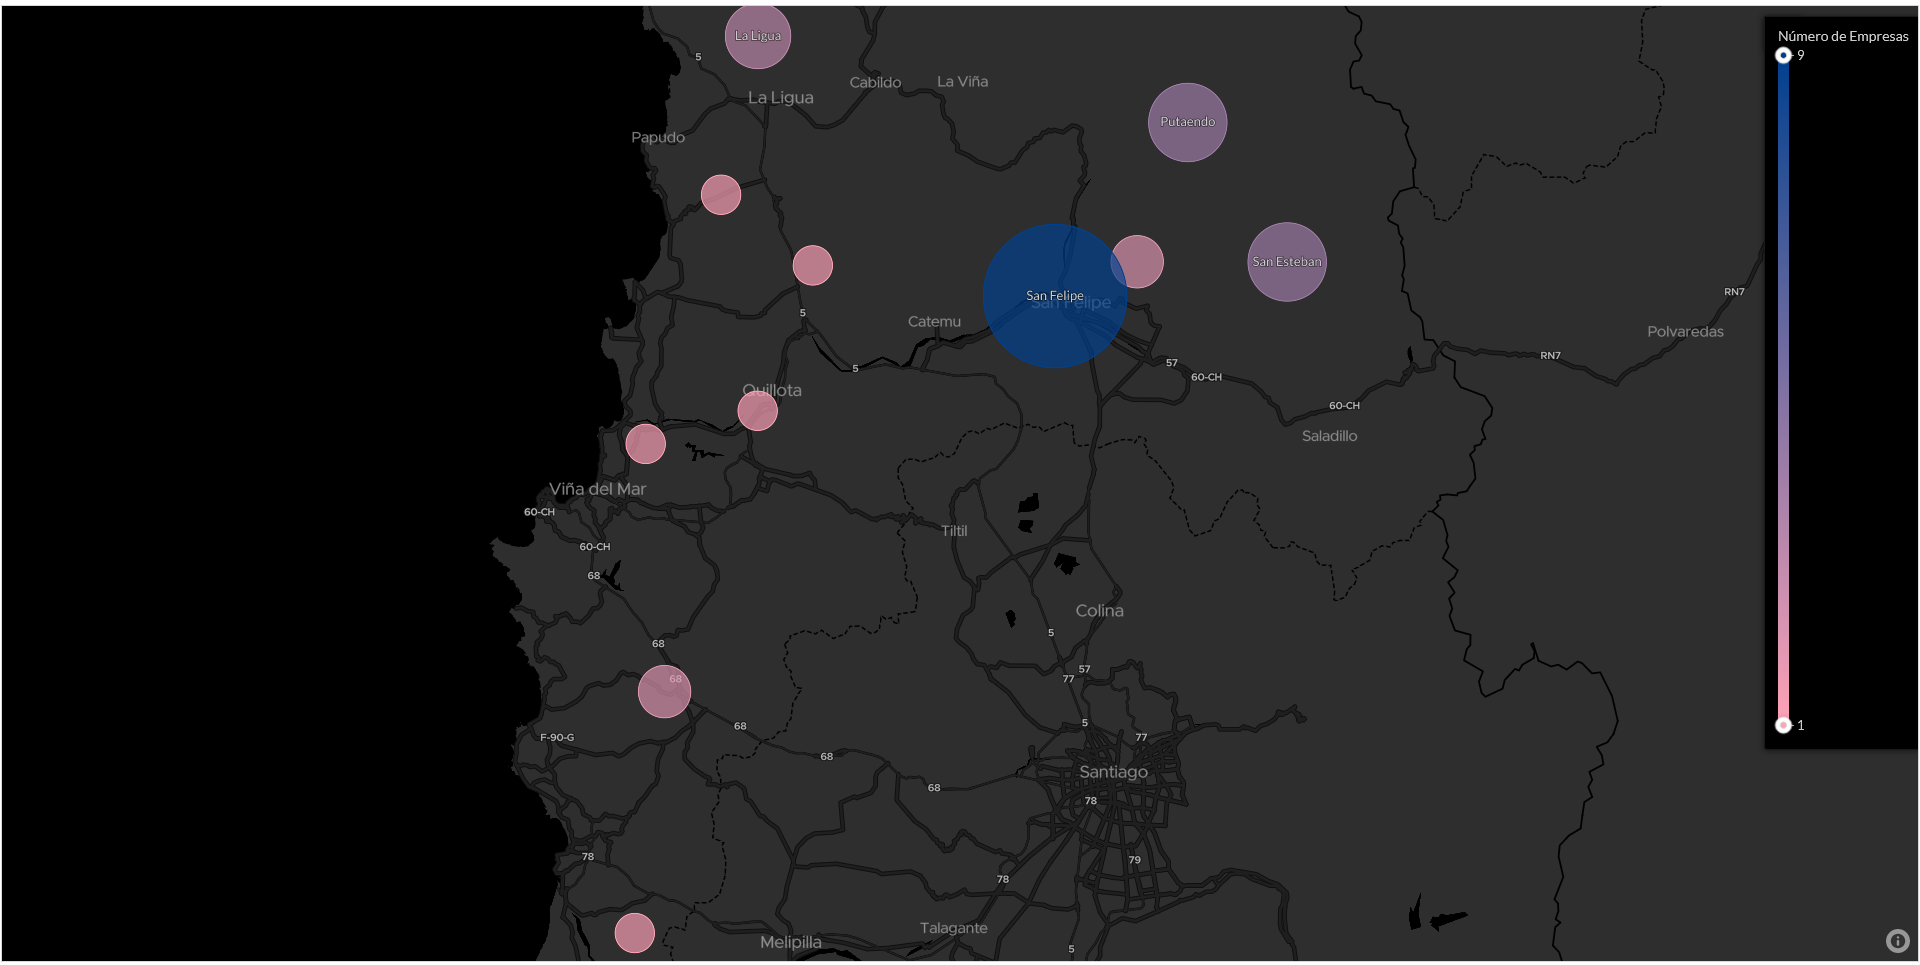 La Ligua
Número de Empresas
9
5
Cabildo
La Viña
La Ligua
Putaendo
Papudo
San Esteban
RN7
San Felipe
San Felipe
5
Catemu
Polvaredas
RN7
57
5
60-CH
Quillota
60-CH
Saladillo
Viña del Mar
60-CH
Tiltil
60-CH
68
Colina
5
68
57
77
68
5
1
68
F-90-G
77
68
Santiago
68
78
78
79
78
Talagante
Melipilla
5